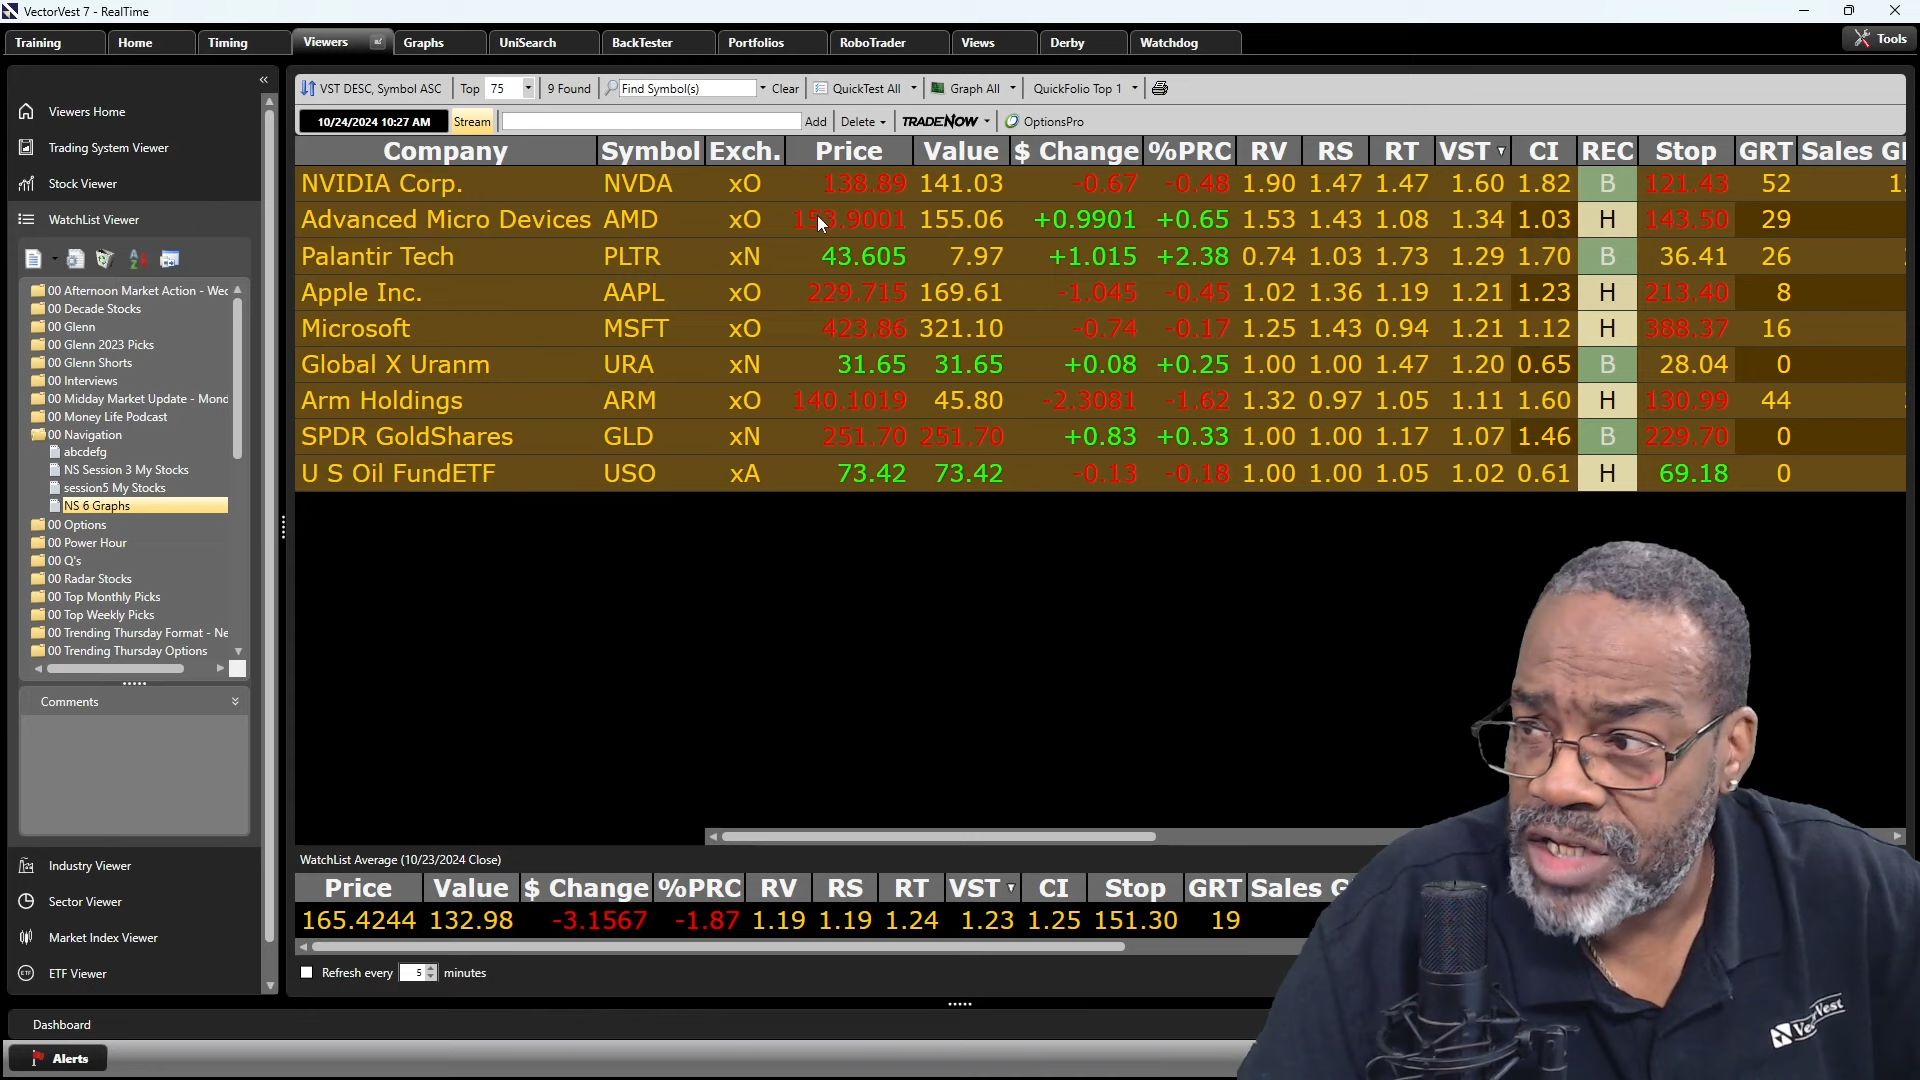 VectorVest 7 - RealTime
Training Home Timing Viewers Graphs UniSearch BackTester Portfolios RoboTrader Views Derby Watchdog Tools
VST DESC, Symbol ASC Top 75 9 Found Find Symbol(s) Clear QuickTest All Graph All QuickFolio Top 1
10/24/2024 10:27 AM Stream Add Delete TRADENOW OptionsPro
Viewers Home
Trading System Viewer
Stock Viewer
WatchList Viewer
00 Afternoon Market Action - Wec
00 Decade Stocks
00 Glenn
00 Glenn 2023 Picks
00 Glenn Shorts
00 Interviews
00 Midday Market Update - Mond
00 Money Life Podcast
00 Navigation
abcdefg
NS Session 3 My Stocks
session5 My Stocks
NS 6 Graphs
00 Options
00 Power Hour
00 Q's
00 Radar Stocks
00 Top Monthly Picks
00 Top Weekly Picks
00 Trending Thursday Format - Ne
00 Trending Thursday Options
Comments
Industry Viewer
Sector Viewer
Market Index Viewer
ETF Viewer
Company Symbol Exch. Price Value $ Change %PRC RV RS RT VST CI REC Stop GRT Sales G
NVIDIA Corp. NVDA xO 138.89 141.03 -0.67 -0.48 1.90 1.47 1.47 1.60 1.82 B 121.43 52
Advanced Micro Devices AMD xO 153.9001 155.06 +0.9901 +0.65 1.53 1.43 1.08 1.34 1.03 H 143.50 29
Palantir Tech PLTR xN 43.605 7.97 +1.015 +2.38 0.74 1.03 1.73 1.29 1.70 B 36.41 26
Apple Inc. AAPL xO 229.715 169.61 -1.045 -0.45 1.02 1.36 1.19 1.21 1.23 H 213.40 8
Microsoft MSFT xO 423.86 321.10 -0.74 -0.17 1.25 1.43 0.94 1.21 1.12 H 388.37 16
Global X Uranm URA xN 31.65 31.65 +0.08 +0.25 1.00 1.00 1.47 1.20 0.65 B 28.04 0
Arm Holdings ARM xO 140.1019 45.80 -2.3081 -1.62 1.32 0.97 1.05 1.11 1.60 H 130.99 44
SPDR GoldShares GLD xN 251.70 251.70 +0.83 +0.33 1.00 1.00 1.17 1.07 1.46 B 229.70 0
U S Oil FundETF USO xA 73.42 73.42 -0.13 -0.18 1.00 1.00 1.05 1.02 0.61 H 69.18 0
WatchList Average (10/23/2024 Close)
Price Value $ Change %PRC RV RS RT VST CI Stop GRT Sales G
165.4244 132.98 -3.1567 -1.87 1.19 1.19 1.24 1.23 1.25 151.30 19
Refresh every 5 minutes
Dashboard
Alerts
VectorVest